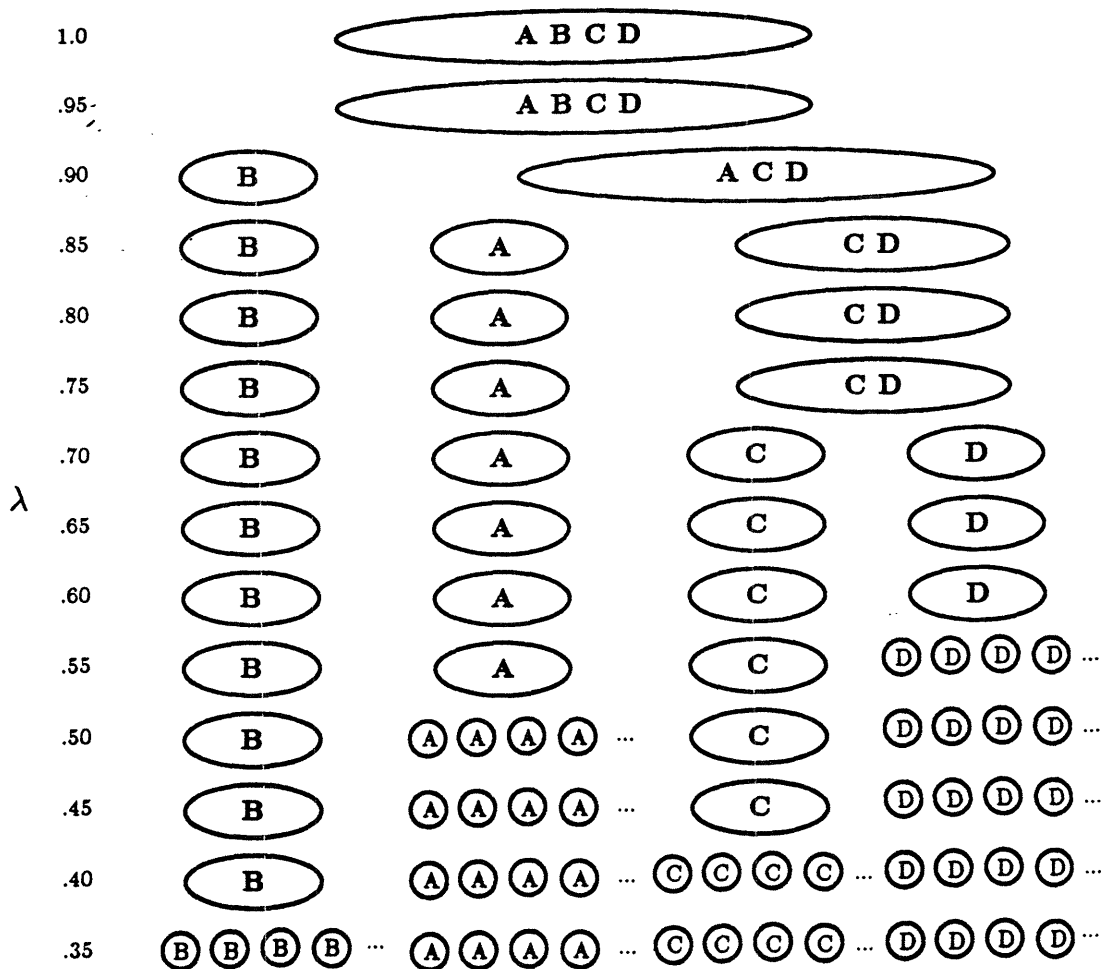 1.0 A B C D
.95 A B C D
.90 B A C D
.85 B A C D
.80 B A C D
.75 B A C D
.70 B A C D
.65 B A C D
λ
.60 B A C D
.55 B A C D D D D ...
.50 B A A A A ... C D D D D ...
.45 B A A A A ... C D D D D ...
.40 B A A A A ... C C C C ... D D D D ...
.35 B B B B ... A A A A ... C C C C ... D D D D ...